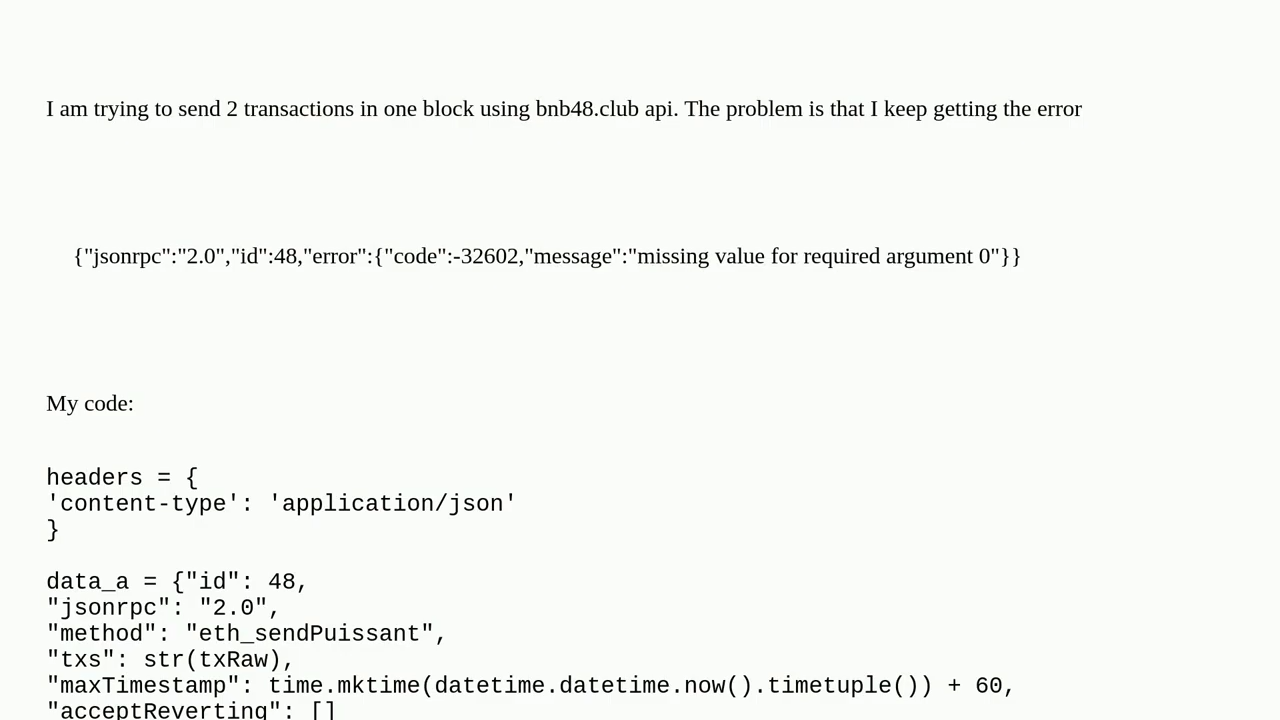 I am trying to send 2 transactions in one block using bnb48.club api. The problem is that I keep getting the error
{"jsonrpc":"2.0","id":48,"error":{"code":-32602,"message":"missing value for required argument 0"}}
My code:
headers = {
'content-type': 'application/json'
}
data_a = {"id": 48,
"jsonrpc": "2.0",
"method": "eth_sendPuissant",
"txs": str(txRaw),
"maxTimestamp": time.mktime(datetime.datetime.now().timetuple()) + 60,
"acceptReverting": []